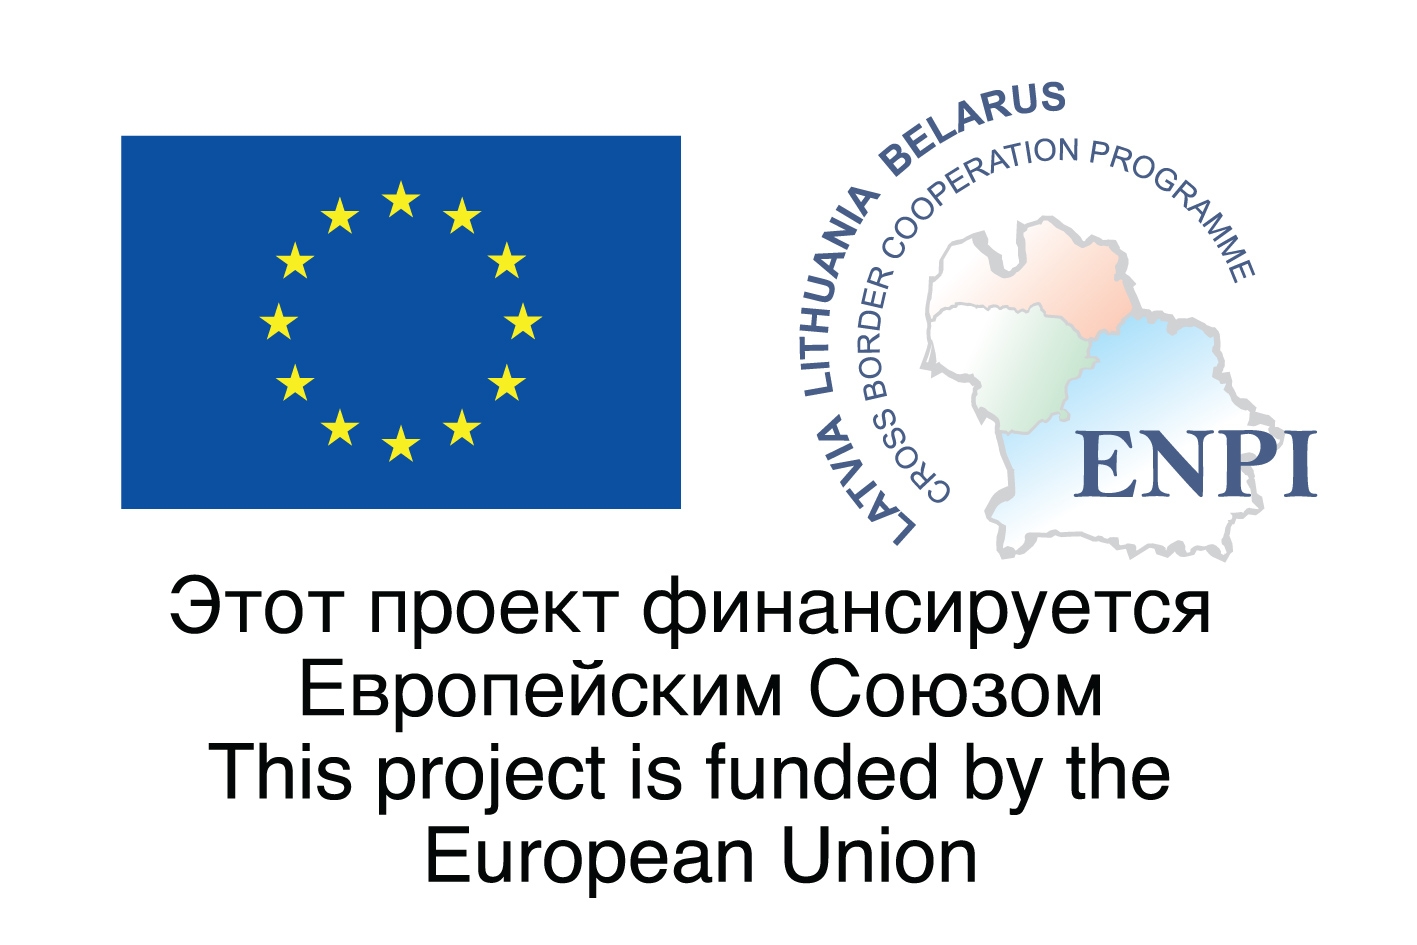 LATVIA LITHUANIA BELARUS
CROSS BORDER COOPERATION PROGRAMME
ENPI
Этот проект финансируется
Европейским Союзом
This project is funded by the
European Union